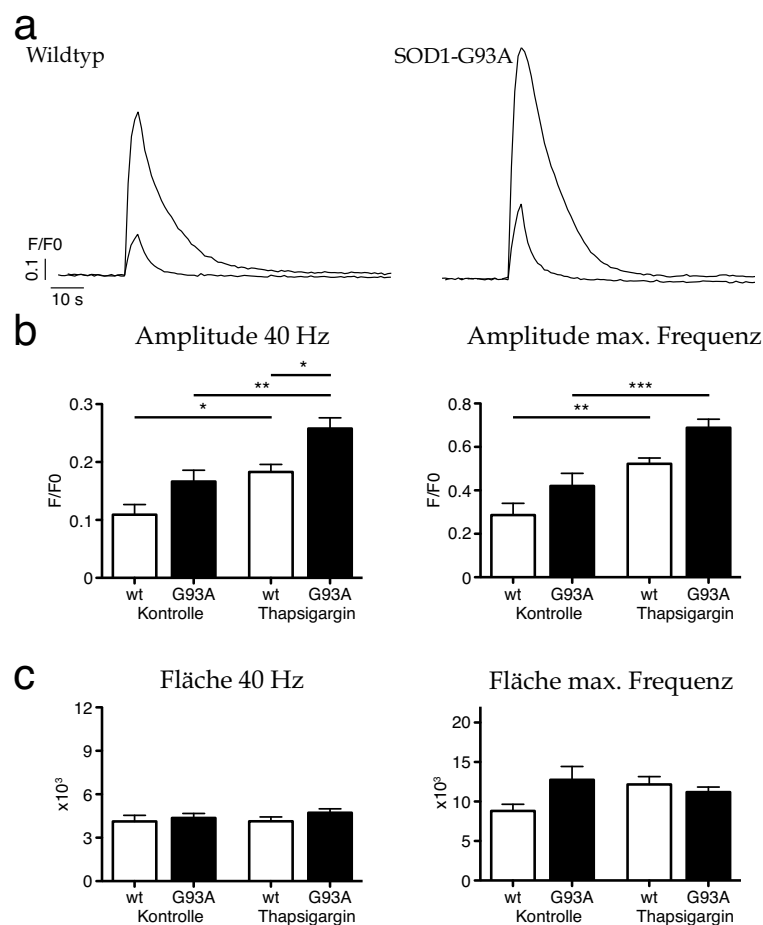 a
Wildtyp
SOD1-G93A
F/F0
0.1
10 s
b
Amplitude 40 Hz
*
**
*
F/F0
0.3
0.2
0.1
0
wt G93A wt G93A
Kontrolle Thapsigargin
Amplitude max. Frequenz
***
**
F/F0
0.8
0.6
0.4
0.2
0
wt G93A wt G93A
Kontrolle Thapsigargin
c
Fläche 40 Hz
x10³
12
9
6
3
0
wt G93A wt G93A
Kontrolle Thapsigargin
Fläche max. Frequenz
x10³
20
15
10
5
0
wt G93A wt G93A
Kontrolle Thapsigargin